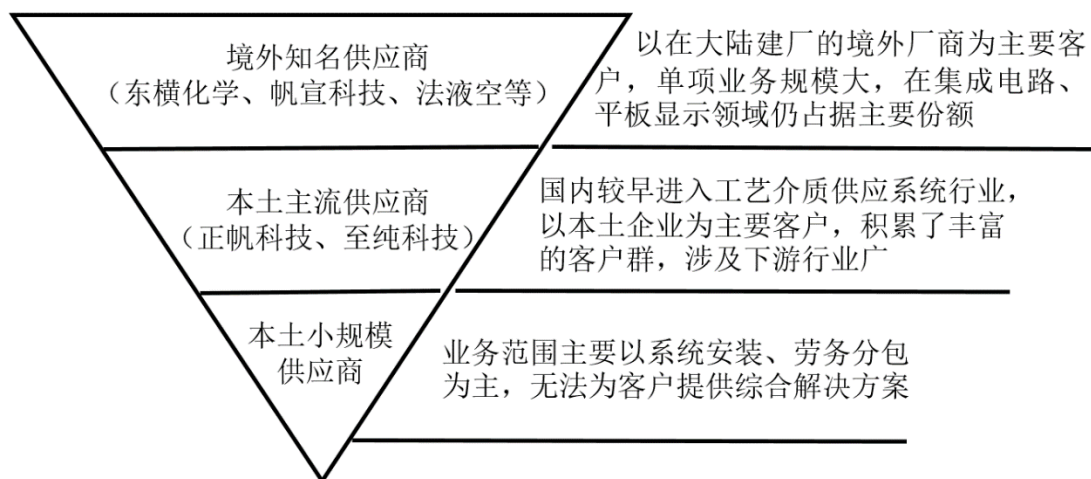 境外知名供应商
（东横化学、帆宣科技、法液空等）
以在大陆建厂的境外厂商为主要客
户，单项业务规模大，在集成电路、
平板显示领域仍占据主要份额
本土主流供应商
（正帆科技、至纯科技）
国内较早进入工艺介质供应系统行业，
以本土企业为主要客户，积累了丰富
的客户群，涉及下游行业广
本土小规模
供应商
业务范围主要以系统安装、劳务分包
为主，无法为客户提供综合解决方案